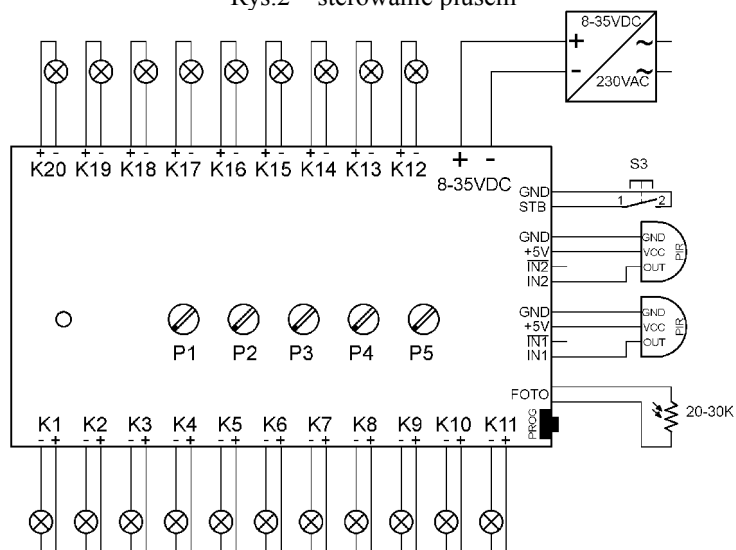 Rys.2 – sterowanie plusem
8-35VDC
+ ~
- ~
230VAC
+ - + - + - + - + - + - + - + - + -
K20 K19 K18 K17 K16 K15 K14 K13 K12
+ -
8-35VDC
S3
GND
STB
1 2
GND
+5V
IN2
IN2
GND
VCC
OUT
PIR
GND
+5V
IN1
IN1
GND
VCC
OUT
PIR
P1 P2 P3 P4 P5
FOTO
PROG
20-30K
K1 K2 K3 K4 K5 K6 K7 K8 K9 K10 K11
- + - + - + - + - + - + - + - + - + - + - +